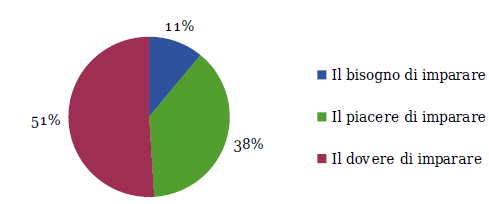 11%
Il bisogno di imparare
Il piacere di imparare
51%
38%
Il dovere di imparare